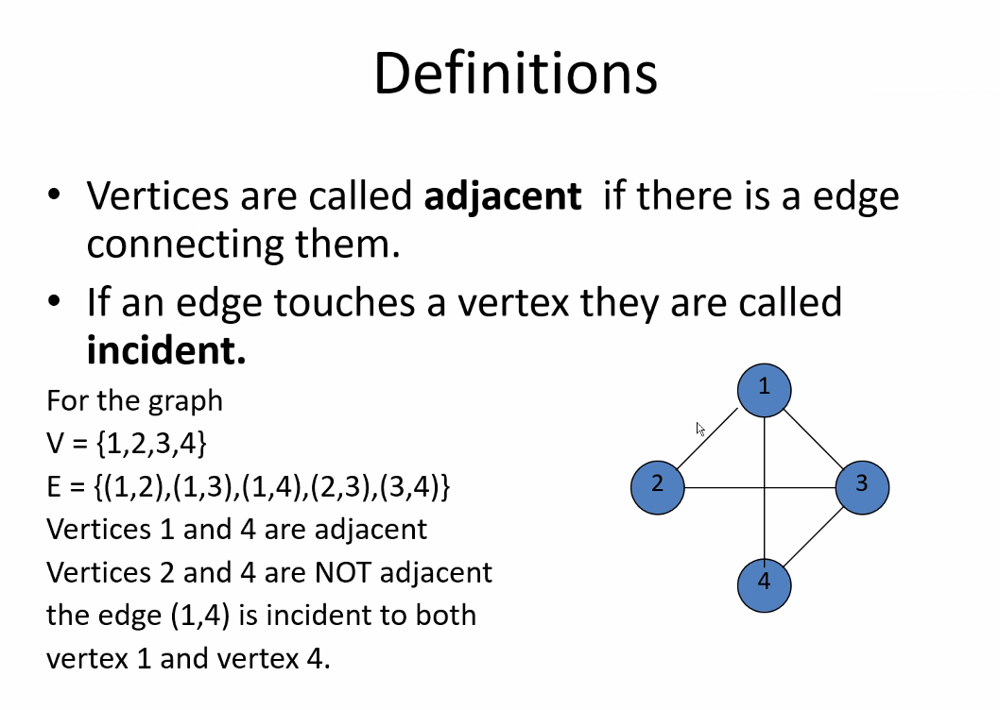 Definitions
• Vertices are called adjacent if there is a edge
connecting them.
• If an edge touches a vertex they are called
incident.
For the graph
V = {1,2,3,4}
E = {(1,2),(1,3),(1,4),(2,3),(3,4)}
Vertices 1 and 4 are adjacent
Vertices 2 and 4 are NOT adjacent
the edge (1,4) is incident to both
vertex 1 and vertex 4.
1
2
3
4